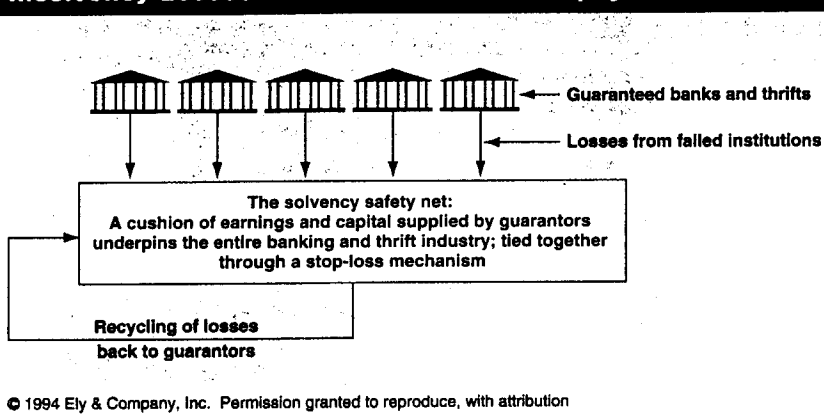 Guaranteed banks and thrifts
Losses from failed institutions
The solvency safety net:
A cushion of earnings and capital supplied by guarantors
underpins the entire banking and thrift industry; tied together
through a stop-loss mechanism
Recycling of losses
back to guarantors
© 1994 Ely & Company, Inc. Permission granted to reproduce, with attribution